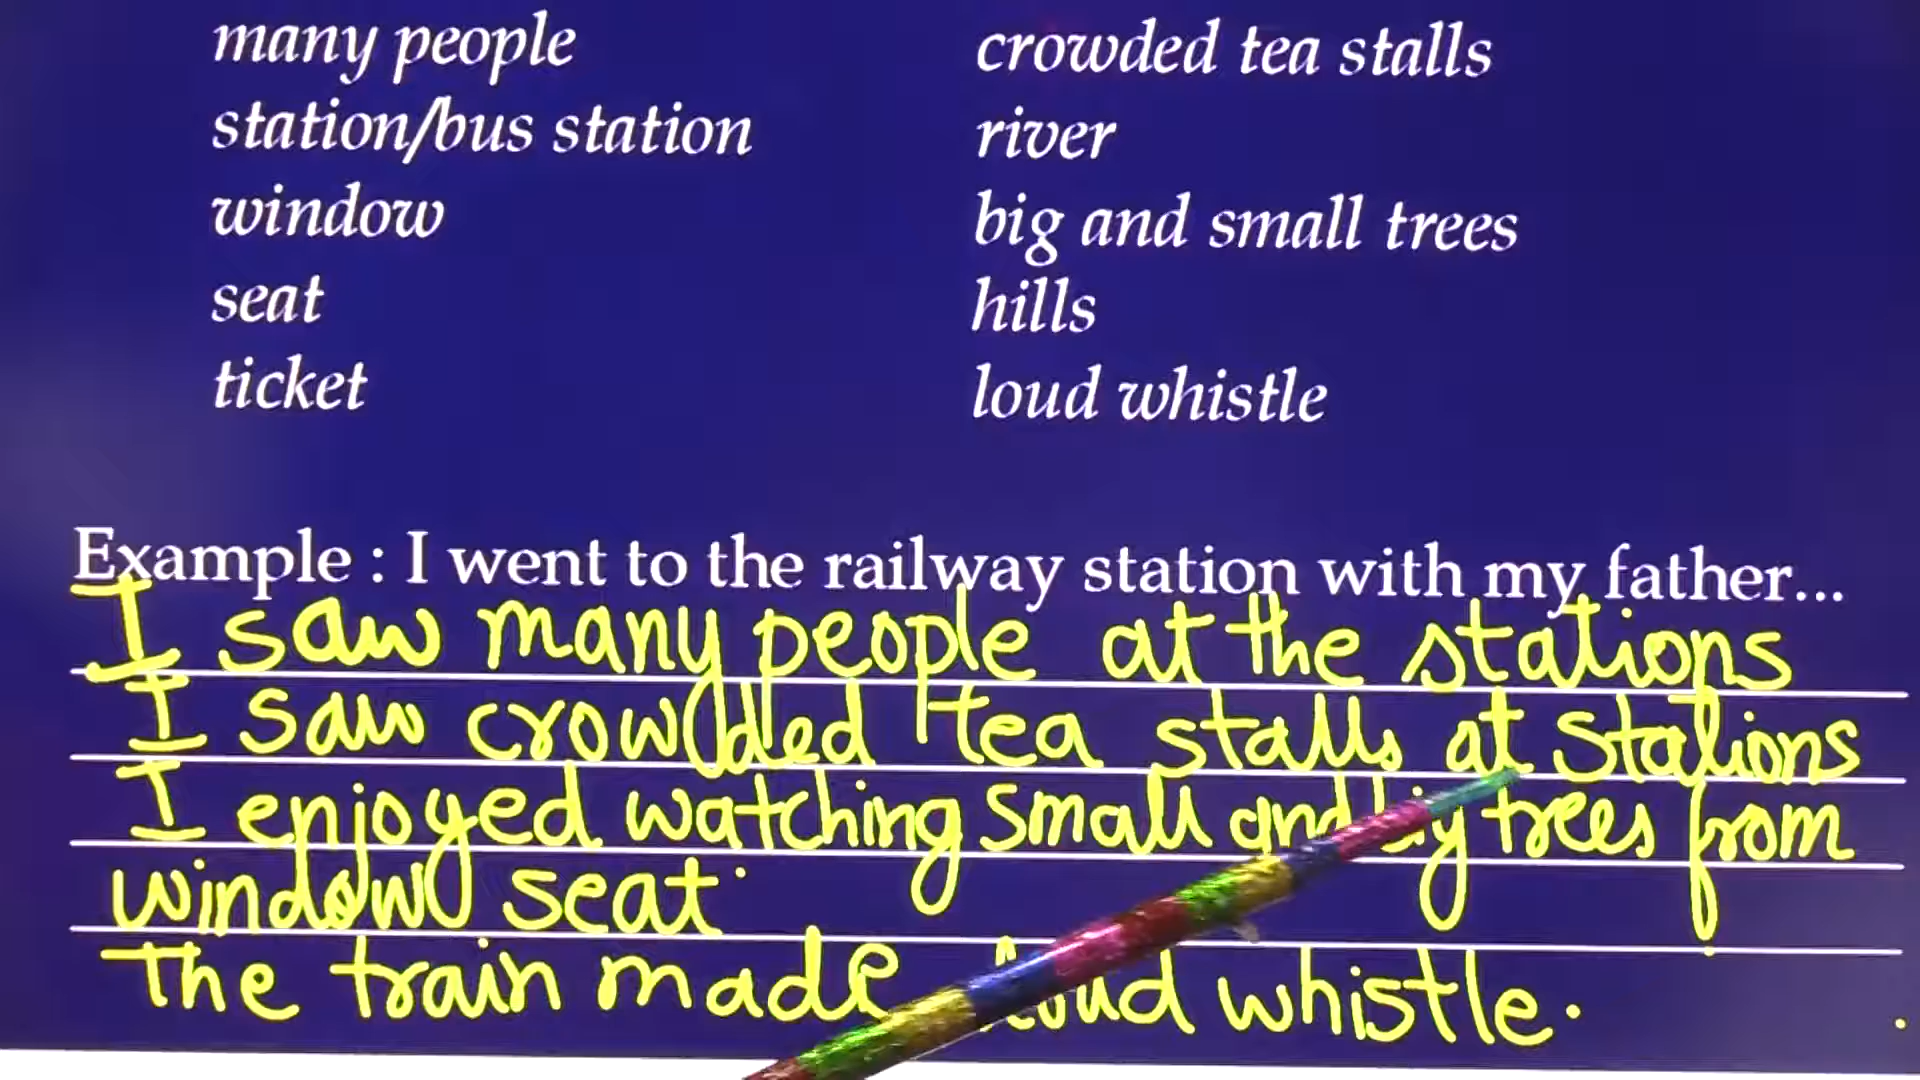 many people
crowded tea stalls
station/bus station
river
window
big and small trees
seat
hills
ticket
loud whistle
Example : I went to the railway station with my father...
I saw many people at the stations
I saw crowded tea stalls at stations
I enjoyed watching small and trees from
window seat.
The train made whistle.